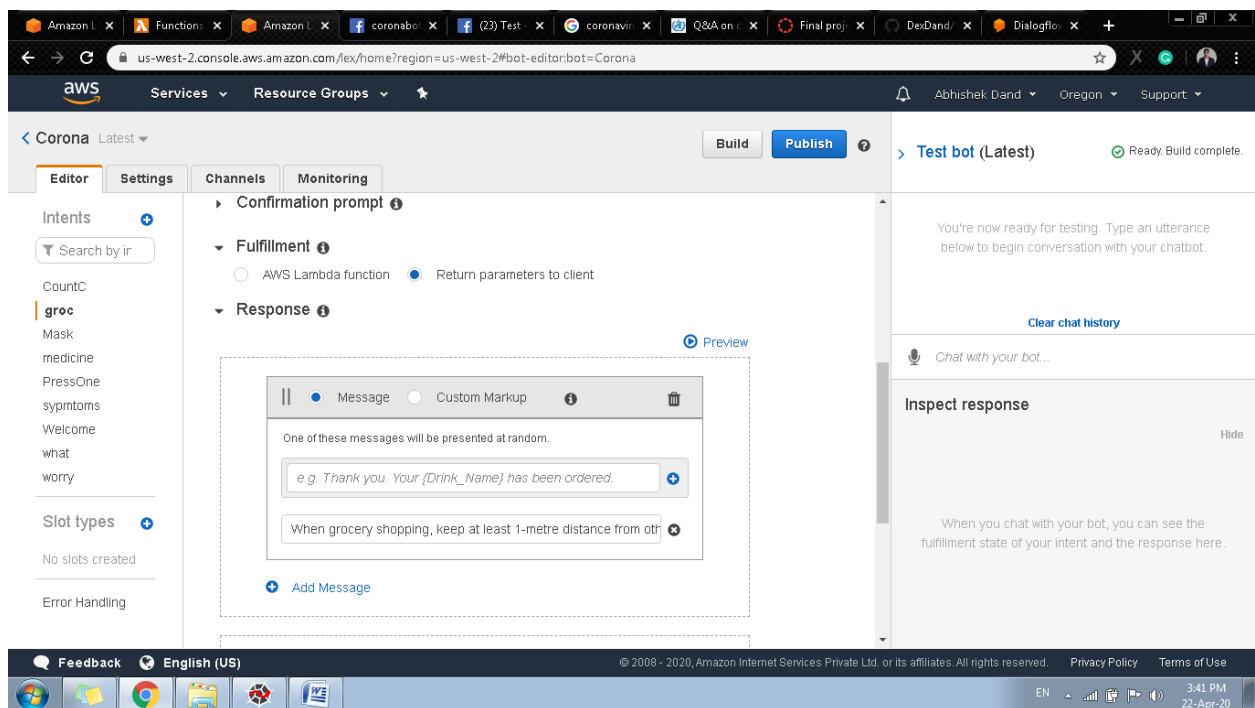 Amazon L
Function:
Amazon L
coronabo
(23) Test -
coronaviru
Q&A on c
Final proje
DexDand/
Dialogflow
us-west-2.console.aws.amazon.com/lex/home?region=us-west-2#bot-editor:bot=Corona
aws Services Resource Groups Abhishek Dand Oregon Support
Corona Latest
Build Publish
Editor Settings Channels Monitoring
Intents
Search by ir
CountC
groc
Mask
medicine
PressOne
sypmtoms
Welcome
what
worry
Slot types
No slots created
Error Handling
Confirmation prompt
Fulfillment
AWS Lambda function Return parameters to client
Response
Preview
Message Custom Markup
One of these messages will be presented at random.
e.g. Thank you. Your {Drink_Name} has been ordered.
When grocery shopping, keep at least 1-metre distance from oth
Add Message
Test bot (Latest) Ready. Build complete.
You're now ready for testing. Type an utterance
below to begin conversation with your chatbot.
Clear chat history
Chat with your bot...
Inspect response
Hide
When you chat with your bot, you can see the
fulfillment state of your intent and the response here.
Feedback English (US) © 2008 - 2020, Amazon Internet Services Private Ltd. or its affiliates. All rights reserved. Privacy Policy Terms of Use
EN 3:41 PM
22-Apr-20